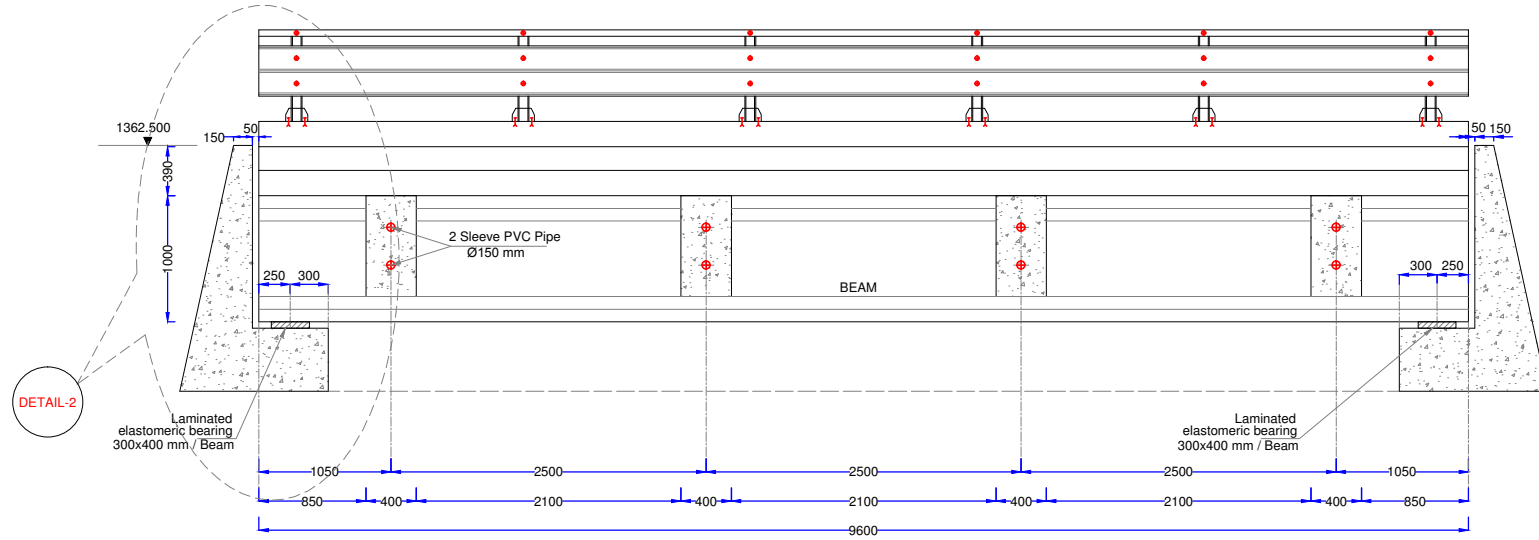 1362.500
150
50
50
150
390
1000
2 Sleeve PVC Pipe
Ø150 mm
250
300
300
250
BEAM
DETAIL-2
Laminated
elastomeric bearing
300x400 mm / Beam
Laminated
elastomeric bearing
300x400 mm / Beam
1050
2500
2500
2500
1050
850
400
2100
400
2100
400
2100
400
850
9600